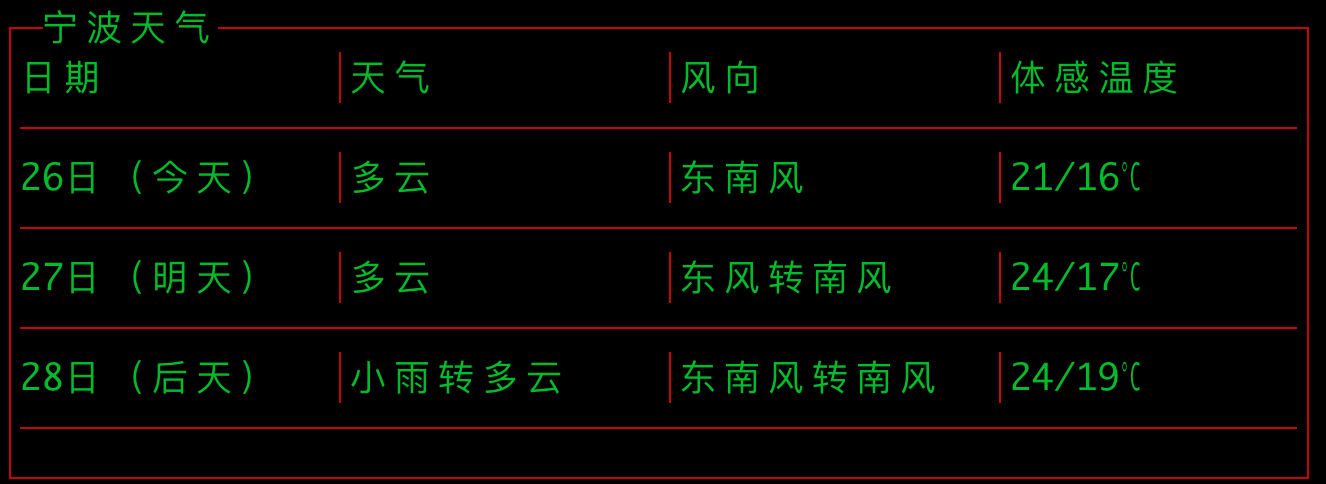 宁波天气
日期 天气 风向 体感温度
26日（今天） 多云 东南风 21/16℃
27日（明天） 多云 东风转南风 24/17℃
28日（后天） 小雨转多云 东南风转南风 24/19℃